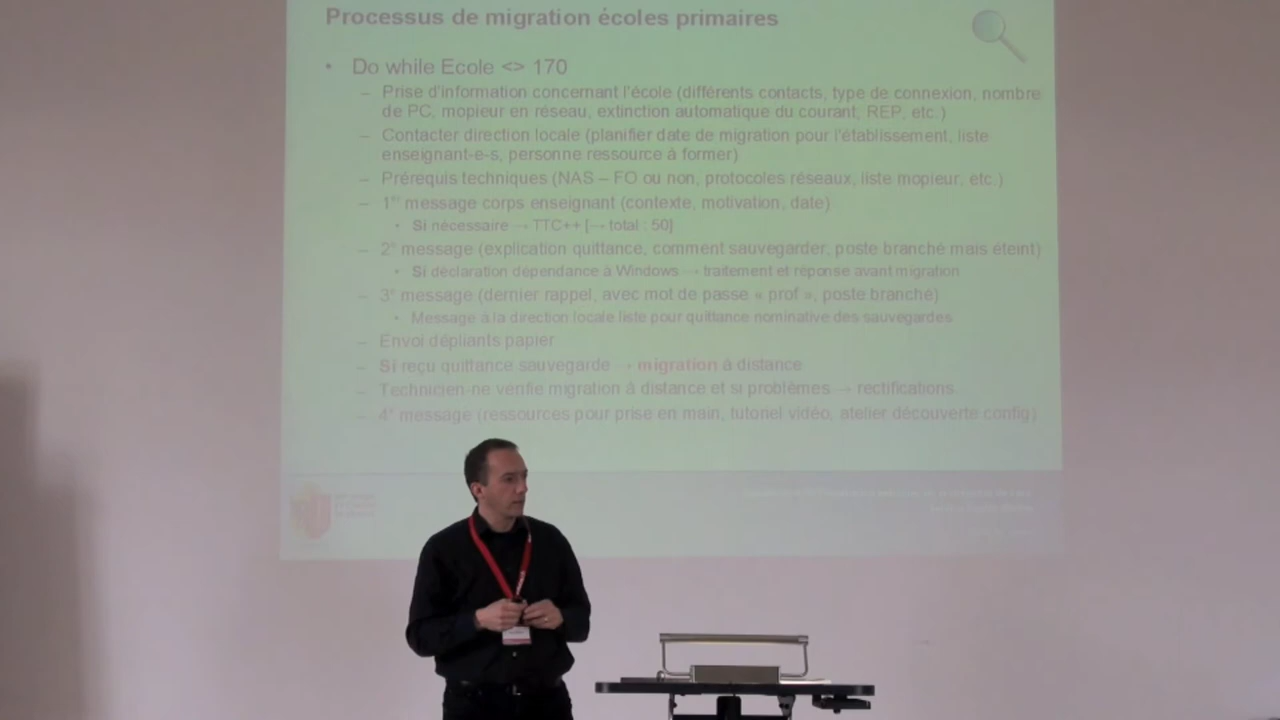 Processus de migration écoles primaires
• Do while Ecole <> 170
– Prise d'information concernant l'école (différents contacts, type de connexion, nombre
de PC, mopieur en réseau, extinction automatique du courant, REP, etc.)
– Contacter direction locale (planifier date de migration pour l'établissement, liste
enseignant-e-s, personne ressource à former)
– Prérequis techniques (NAS – FO ou non, protocoles réseaux, liste mopieur, etc.)
– 1er message corps enseignant (contexte, motivation, date)
• Si nécessaire → TTC++ [→ total : 50]
– 2e message (explication quittance, comment sauvegarder, poste branché mais éteint)
• Si déclaration dépendance à Windows → traitement et réponse avant migration
– 3e message (dernier rappel, avec mot de passe « prof », poste branché)
• Message à la direction locale liste pour quittance nominative des sauvegardes
– Envoi dépliants papier
– Si reçu quittance sauvegarde → migration à distance
– Technicien-ne vérifie migration à distance et si problèmes → rectifications
– 4e message (ressources pour prise en main, tutoriel vidéo, atelier découverte config)